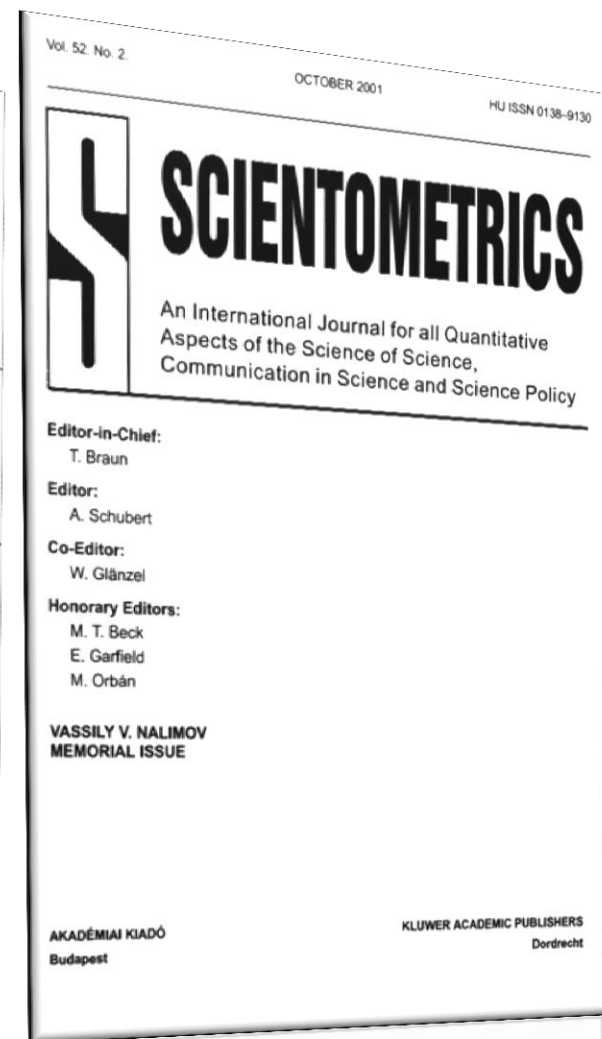 Vol. 52. No. 2.
OCTOBER 2001
HU ISSN 0138–9130
SCIENTOMETRICS
An International Journal for all Quantitative
Aspects of the Science of Science,
Communication in Science and Science Policy
Editor-in-Chief:
T. Braun
Editor:
A. Schubert
Co-Editor:
W. Glänzel
Honorary Editors:
M. T. Beck
E. Garfield
M. Orbán
VASSILY V. NALIMOV
MEMORIAL ISSUE
AKADÉMIAI KIADÓ
Budapest
KLUWER ACADEMIC PUBLISHERS
Dordrecht